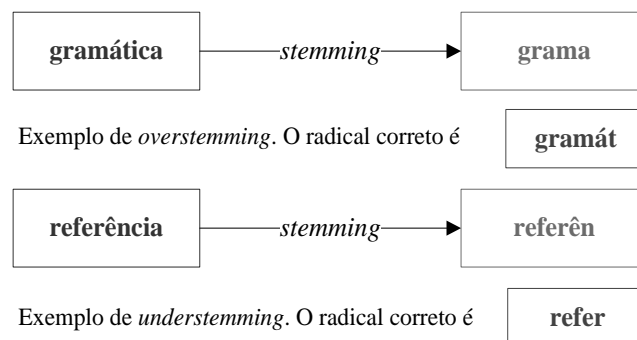 gramática stemming grama
Exemplo de overstemming. O radical correto é gramát
referência stemming referên
Exemplo de understemming. O radical correto é refer